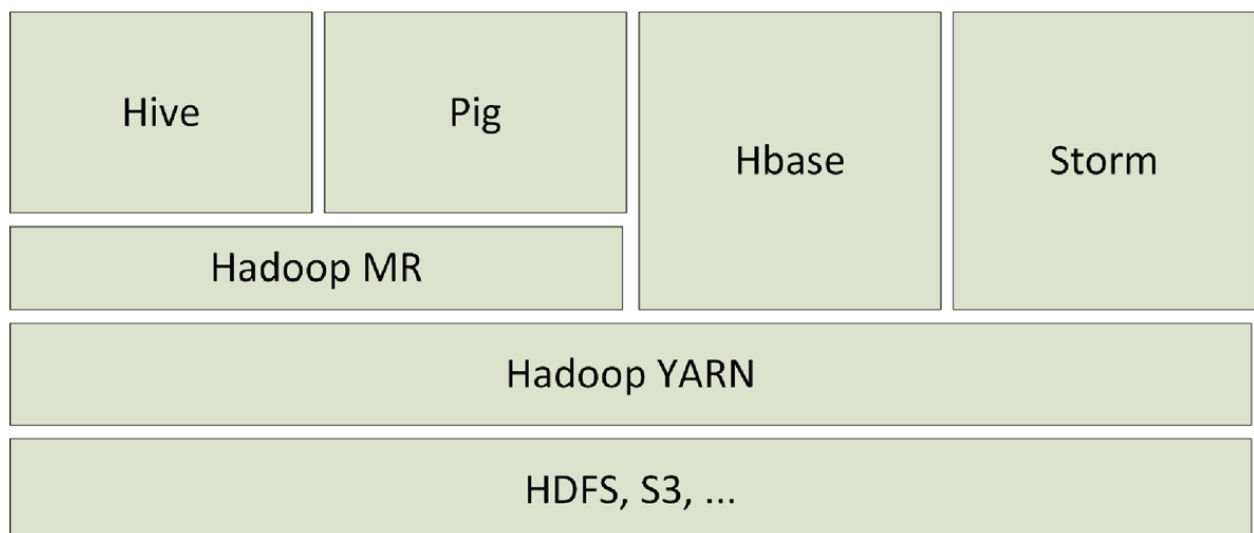 Hive
Pig
Hbase
Storm
Hadoop MR
Hadoop YARN
HDFS, S3, ...